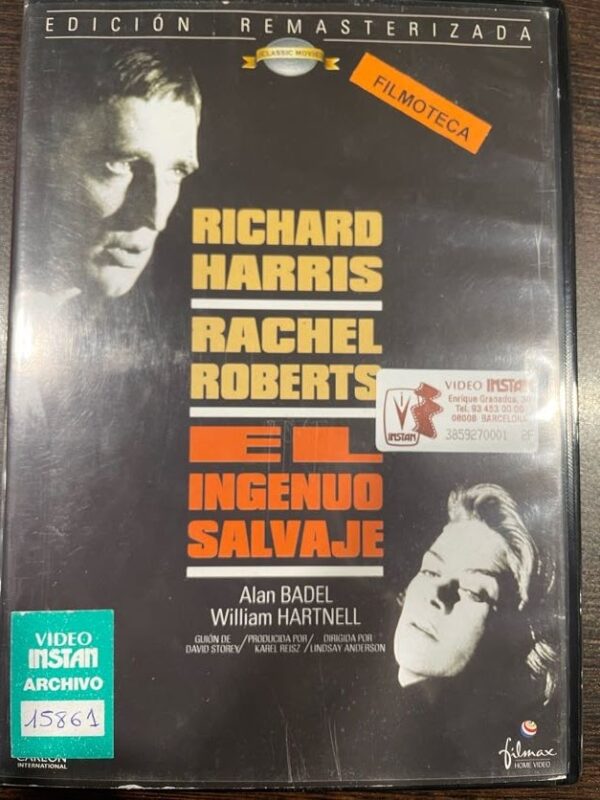 EDICIÓN REMASTERIZADA
CLASSIC MOVIES
FILMOTECA
RICHARD
HARRIS
RACHEL
ROBERTS
VIDEO INSTAN
Enrique Granados, 30
Tel. 93 453 00 00
08008 BARCELONA
INSTAN
3859270001 2F
EL
INGENUO
SALVAJE
Alan BADEL
William HARTNELL
GUIÓN DE / PRODUCIDA POR / DIRIGIDA POR
DAVID STOREY / KAREL REISZ / LINDSAY ANDERSON
VIDEO
INSTAN
ARCHIVO
15861
INTERNATIONAL
filmax
HOME VIDEO